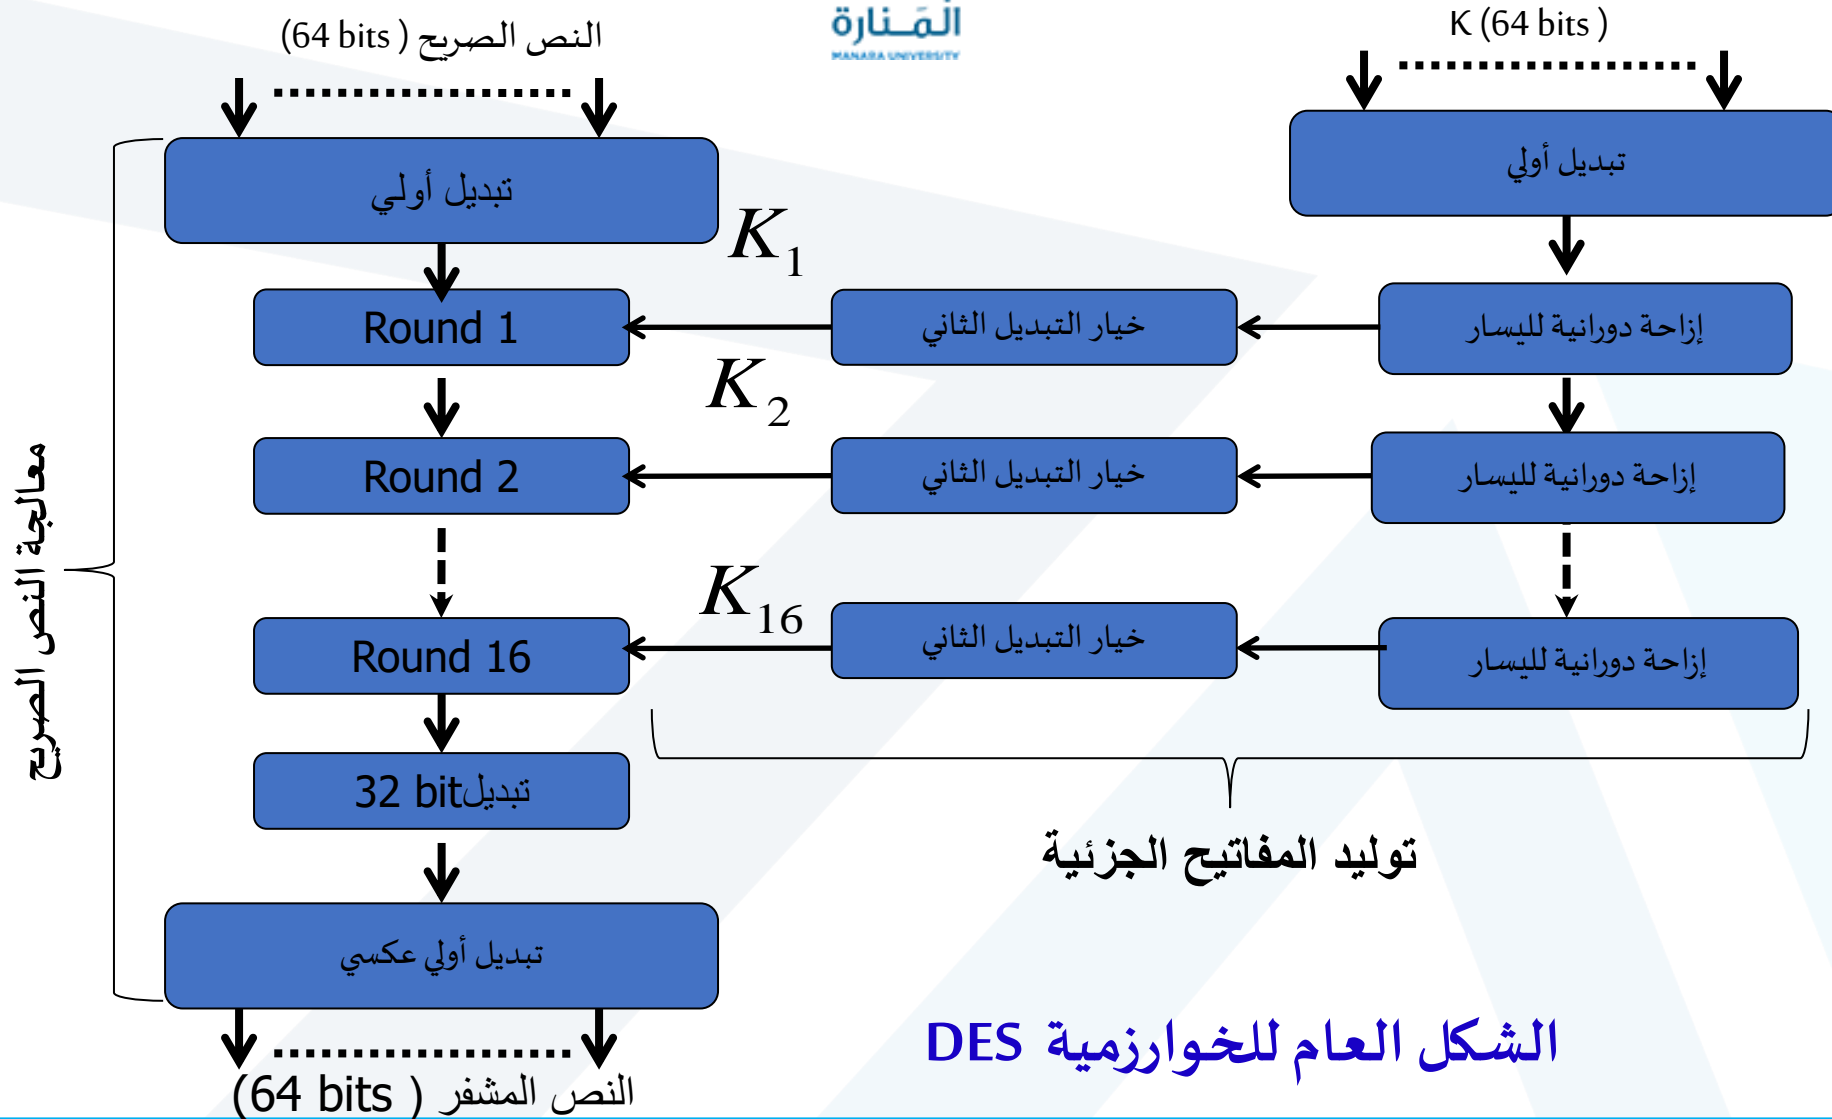 المَنارة
MANARA UNIVERSITY
النص الصريح ( 64 bits)
K (64 bits )
تبديل أولي
تبديل أولي
K1
Round 1
خيار التبديل الثاني
إزاحة دورانية لليسار
K2
Round 2
خيار التبديل الثاني
إزاحة دورانية لليسار
K16
Round 16
خيار التبديل الثاني
إزاحة دورانية لليسار
معالجة النص الصريح
تبديل32 bit
توليد المفاتيح الجزئية
تبديل أولي عكسي
الشكل العام للخوارزمية DES
النص المشفر ( 64 bits)